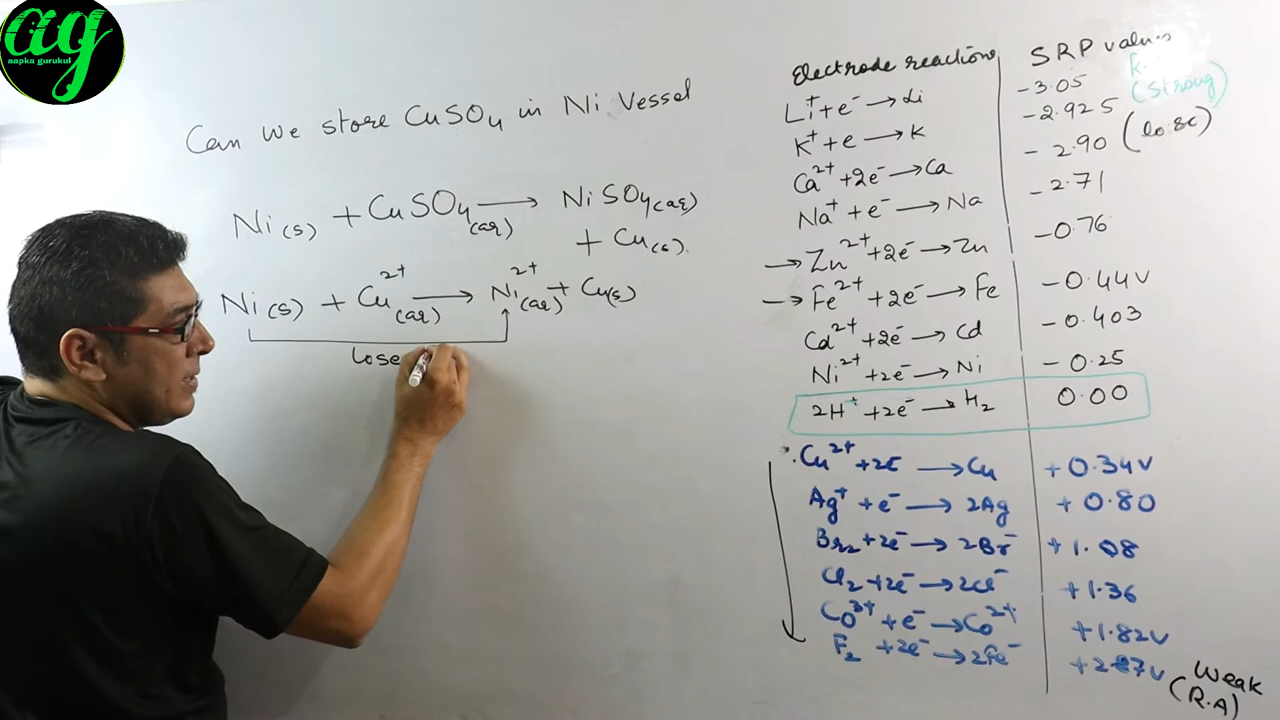 ag
aapka gurukul
Can We store CuSO4 in Ni Vessel
Ni(s) + CuSO4(aq) → NiSO4(aq)
+ Cu(s)
Ni(s) + Cu²⁺(aq) → Ni²⁺(aq) + Cu(s)
lose
Electrode reactions SRP values
Li⁺ + e⁻ → Li -3.05
(Strong)
K⁺ + e → K -2.925
(lose)
Ca²⁺ + 2e⁻ → Ca -2.90
Na⁺ + e⁻ → Na -2.71
→ Zn²⁺ + 2e⁻ → Zn -0.76
→ Fe²⁺ + 2e⁻ → Fe -0.44V
Cd²⁺ + 2e⁻ → Cd -0.403
Ni²⁺ + 2e⁻ → Ni -0.25
2H⁺ + 2e⁻ → H2 0.00
Cu²⁺ + 2e → Cu +0.34V
Ag⁺ + e⁻ → 2Ag +0.80
Br2 + 2e⁻ → 2Br⁻ +1.08
Cl2 + 2e⁻ → 2Cl⁻ +1.36
CO³⁺ + e⁻ → Co²⁺ +1.82V
F2 + 2e⁻ → 2Fe⁻ +2.87V
Weak
(R.A)